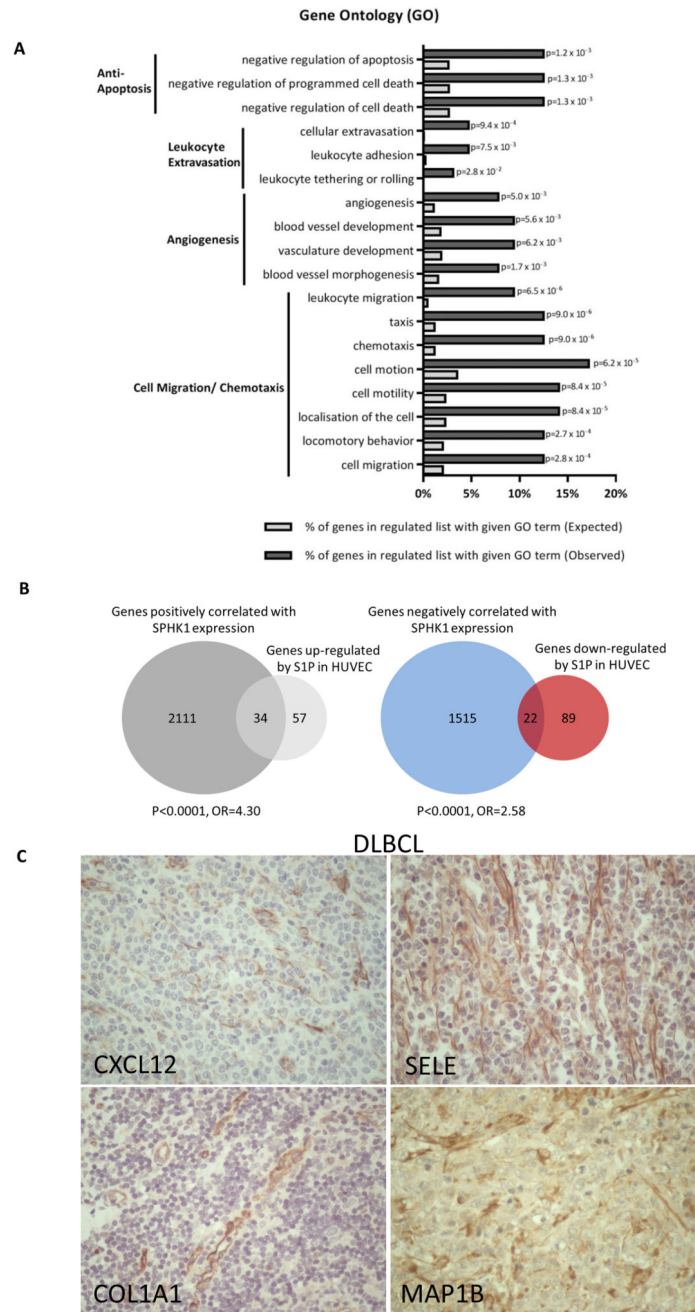 Gene Ontology (GO)
A
Anti-
Apoptosis
negative regulation of apoptosis p=1.2 x 10⁻³
negative regulation of programmed cell death p=1.3 x 10⁻³
negative regulation of cell death p=1.3 x 10⁻³
Leukocyte
Extravasation
cellular extravasation p=9.4 x 10⁻⁴
leukocyte adhesion p=7.5 x 10⁻³
leukocyte tethering or rolling p=2.8 x 10⁻²
Angiogenesis
angiogenesis p=5.0 x 10⁻³
blood vessel development p=5.6 x 10⁻³
vasculature development p=6.2 x 10⁻³
blood vessel morphogenesis p=1.7 x 10⁻³
Cell Migration/ Chemotaxis
leukocyte migration p=6.5 x 10⁻⁶
taxis p=9.0 x 10⁻⁶
chemotaxis p=9.0 x 10⁻⁶
cell motion p=6.2 x 10⁻⁵
cell motility p=8.4 x 10⁻⁵
localisation of the cell p=8.4 x 10⁻⁵
locomotory behavior p=2.7 x 10⁻⁴
cell migration p=2.8 x 10⁻⁴
0% 5% 10% 15% 20%
% of genes in regulated list with given GO term (Expected)
% of genes in regulated list with given GO term (Observed)
B
Genes positively correlated with
SPHK1 expression
Genes up-regulated
by S1P in HUVEC
2111 34 57
P<0.0001, OR=4.30
Genes negatively correlated with
SPHK1 expression
Genes down-regulated
by S1P in HUVEC
1515 22 89
P<0.0001, OR=2.58
C
DLBCL
CXCL12
SELE
COL1A1
MAP1B